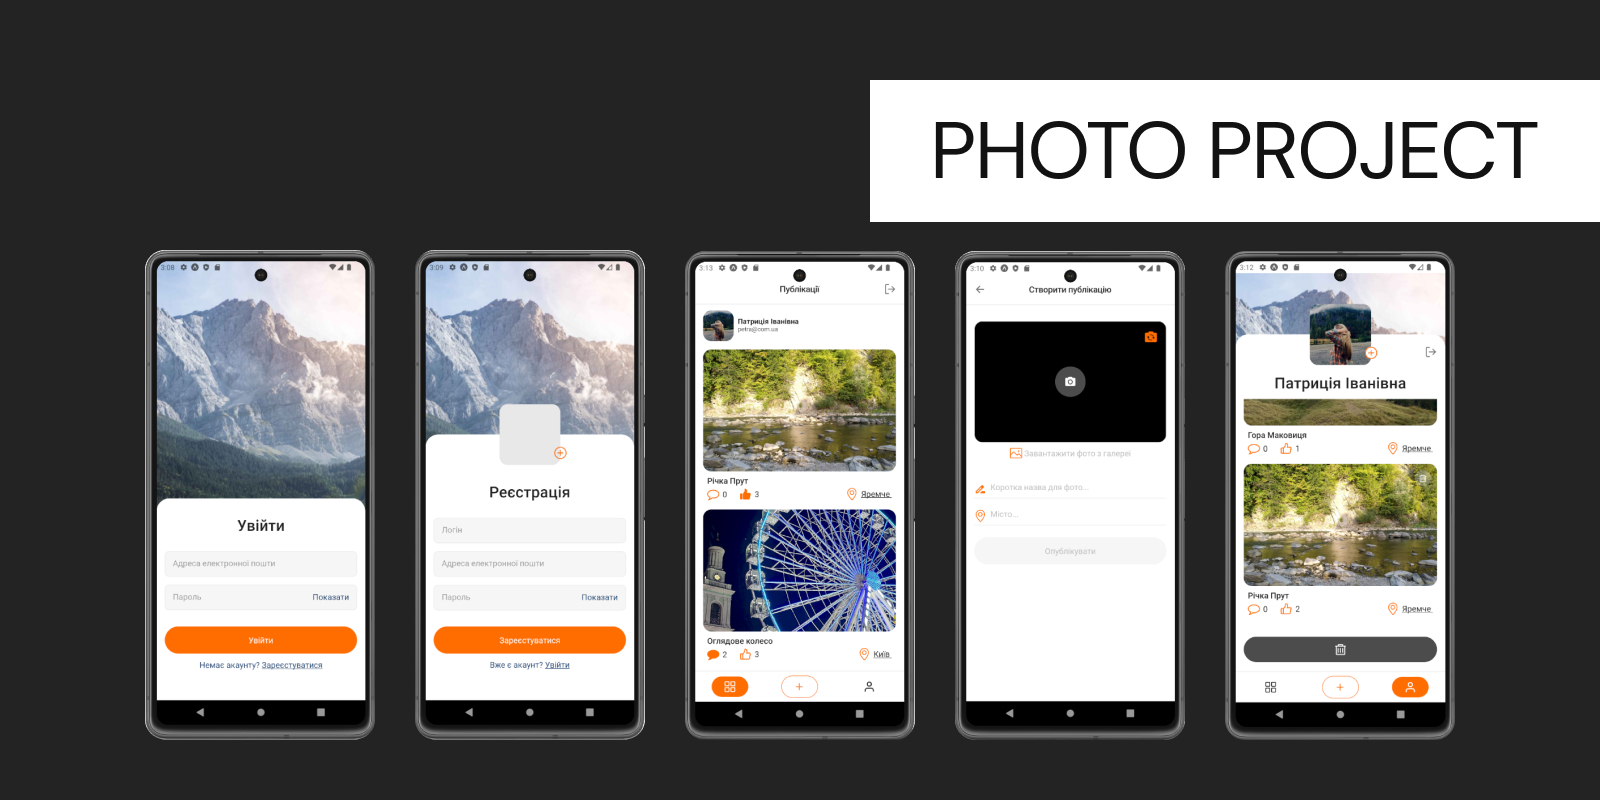 PHOTO PROJECT
3:08
Увійти
Адреса електронної пошти
Пароль
Показати
Увійти
Немає акаунту? Зареєстуватися
3:09
Реєстрація
Логін
Адреса електронної пошти
Пароль
Показати
Зареєстуватися
Вже є акаунт? Увійти
3:13
Публікації
Патриція Іванівна
petra@com.ua
Річка Прут
0 3 Яремче
Оглядове колесо
2 3 Київ
3:10
Створити публікацію
Завантажити фото з галереї
Коротка назва для фото...
Місто...
Опублікувати
3:12
Патриція Іванівна
Гора Маковиця
0 1 Яремче
Річка Прут
0 2 Яремче